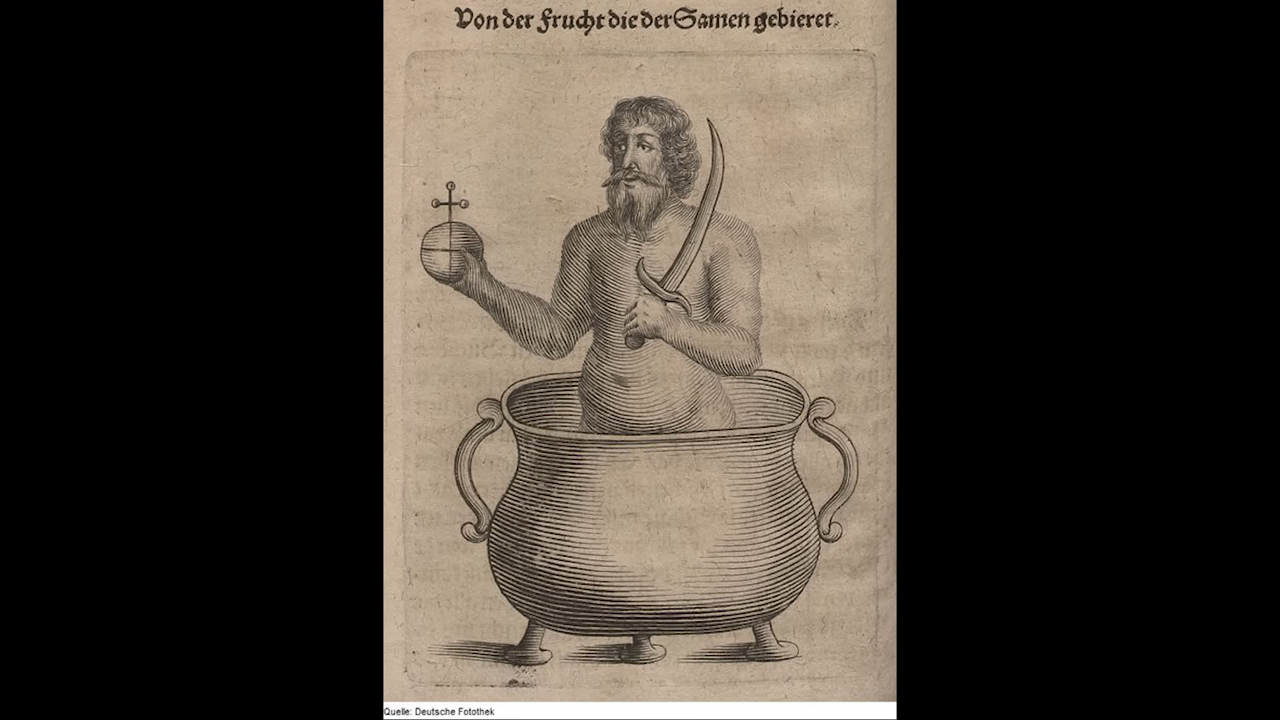 Von der Frucht die der Samen gebieret.
Quelle: Deutsche Fotothek